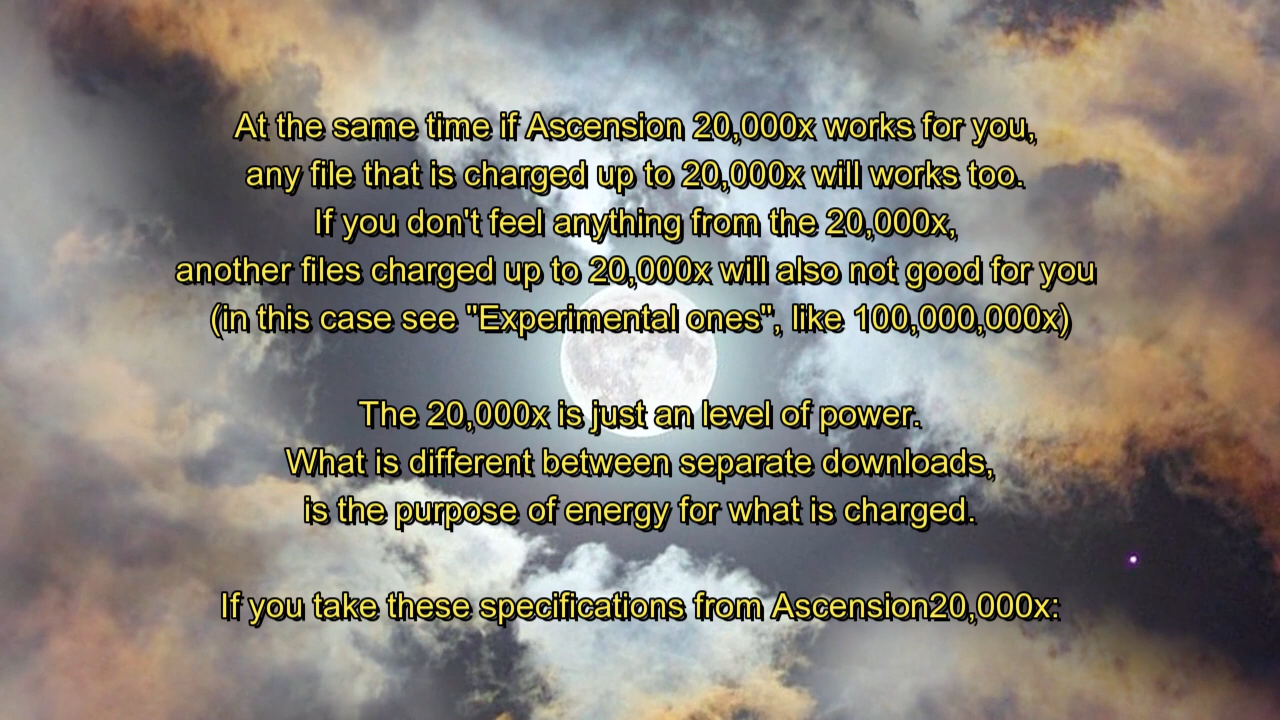 At the same time if Ascension 20,000x works for you,
any file that is charged up to 20,000x will works too.
If you don't feel anything from the 20,000x,
another files charged up to 20,000x will also not good for you
(in this case see "Experimental ones", like 100,000,000x)
The 20,000x is just an level of power.
What is different between separate downloads,
is the purpose of energy for what is charged.
If you take these specifications from Ascension20,000x: